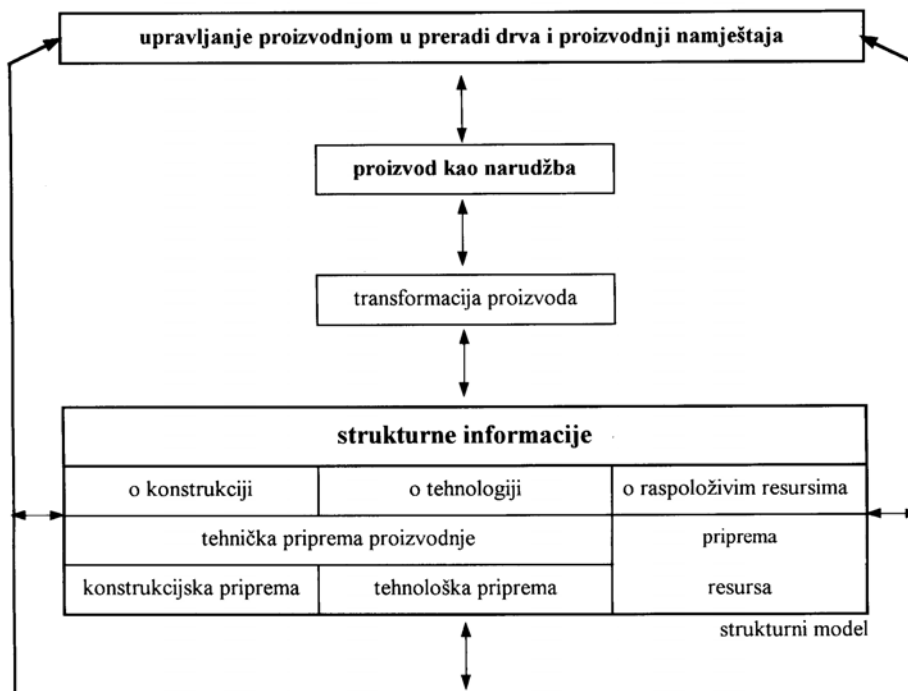 upravljanje proizvodnjom u preradi drva i proizvodnji namještaja
proizvod kao narudžba
transformacija proizvoda
strukturne informacije
o konstrukciji
o tehnologiji
o raspoloživim resursima
tehnička priprema proizvodnje
priprema
konstrukcijska priprema
tehnološka priprema
resursa
strukturni model